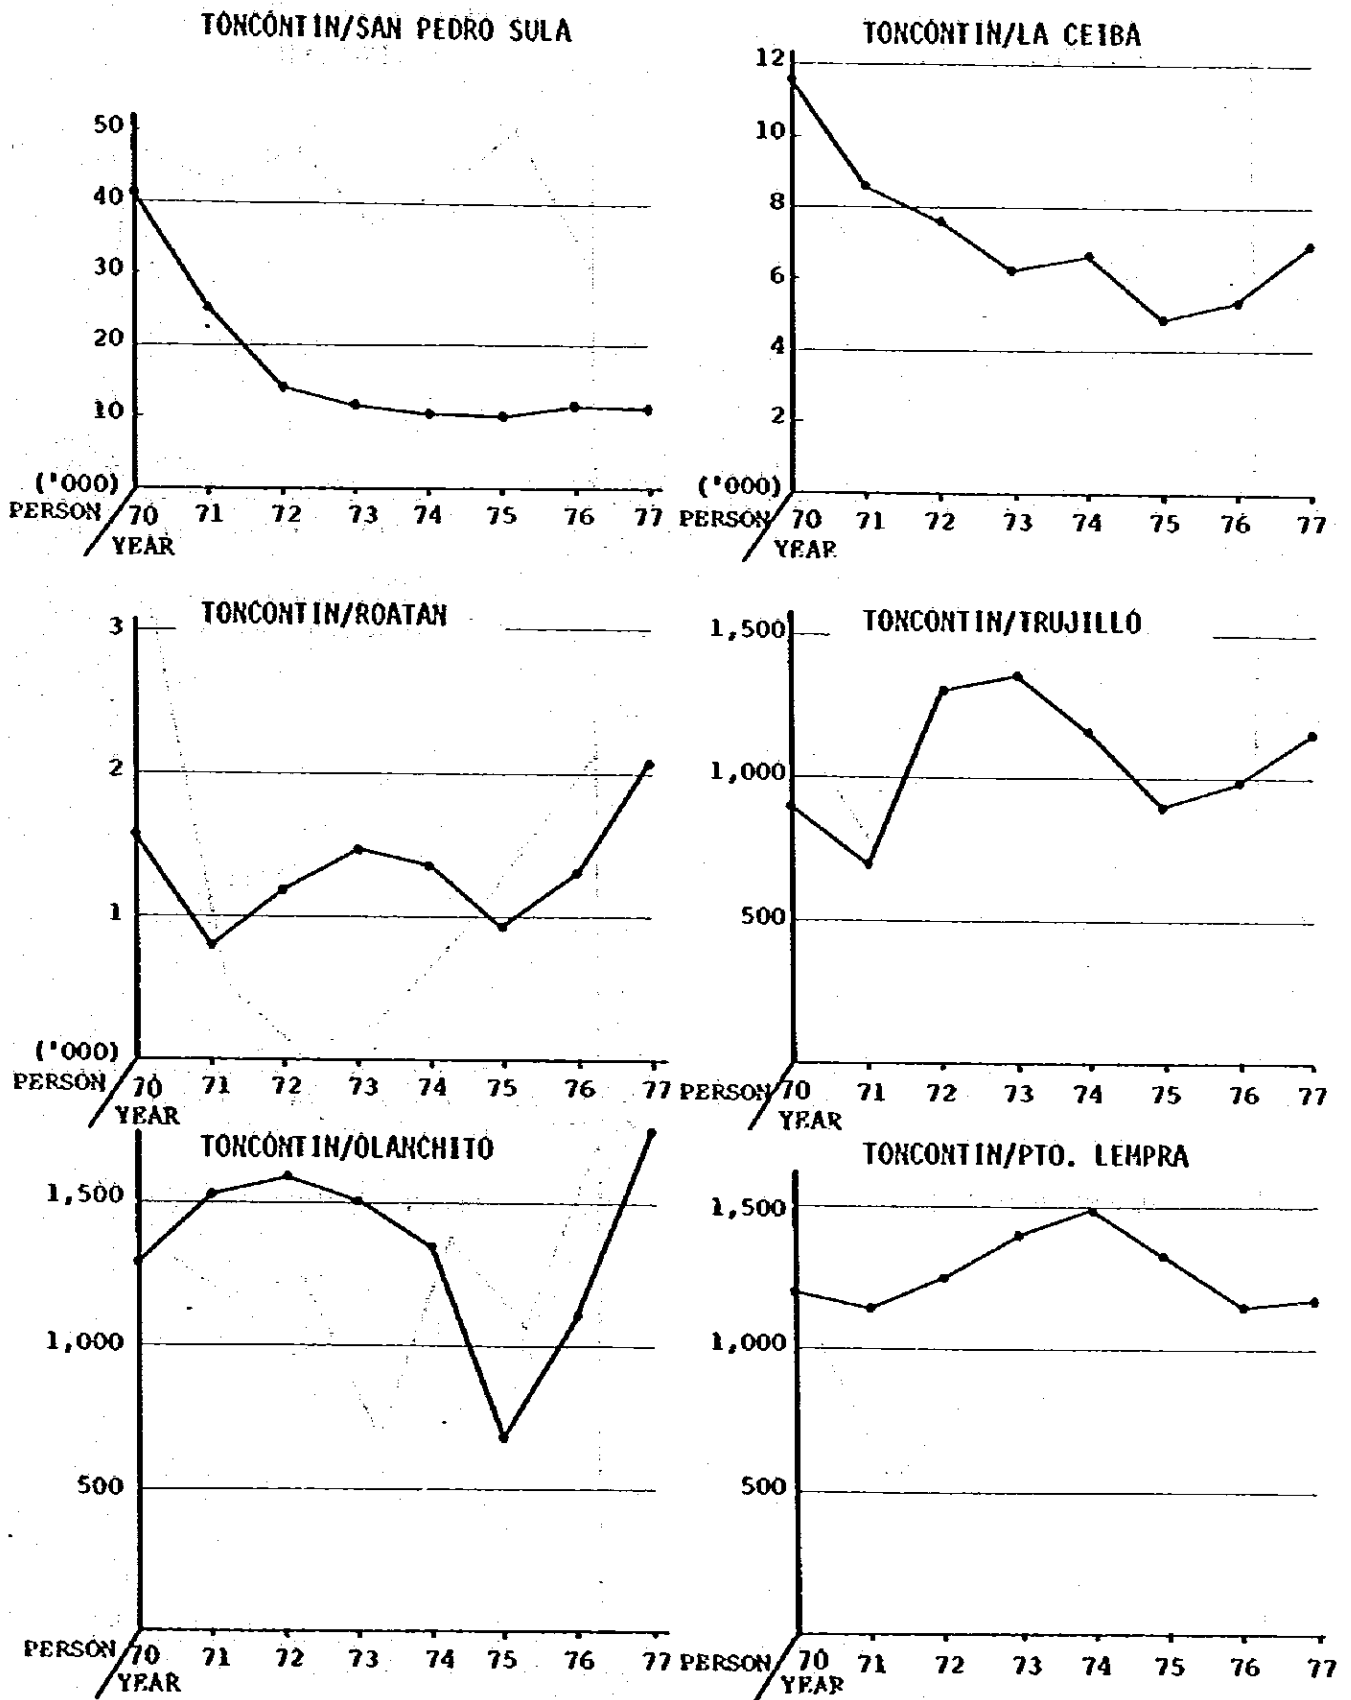 TONCONTIN/SAN PEDRO SULA
50
40
30
20
10
('000)
PERSON
70 71 72 73 74 75 76 77
YEAR
TONCONTIN/LA CEIBA
12
10
8
6
4
2
('000)
PERSON
70 71 72 73 74 75 76 77
YEAR
TONCONTIN/ROATAN
3
2
1
('000)
PERSON
70 71 72 73 74 75 76 77
YEAR
TONCONTIN/TRUJILLO
1,500
1,000
500
PERSON
70 71 72 73 74 75 76 77
YEAR
TONCONTIN/OLANCHITO
1,500
1,000
500
PERSON
70 71 72 73 74 75 76 77
YEAR
TONCONTIN/PTO. LEMPRA
1,500
1,000
500
PERSON
70 71 72 73 74 75 76 77
YEAR